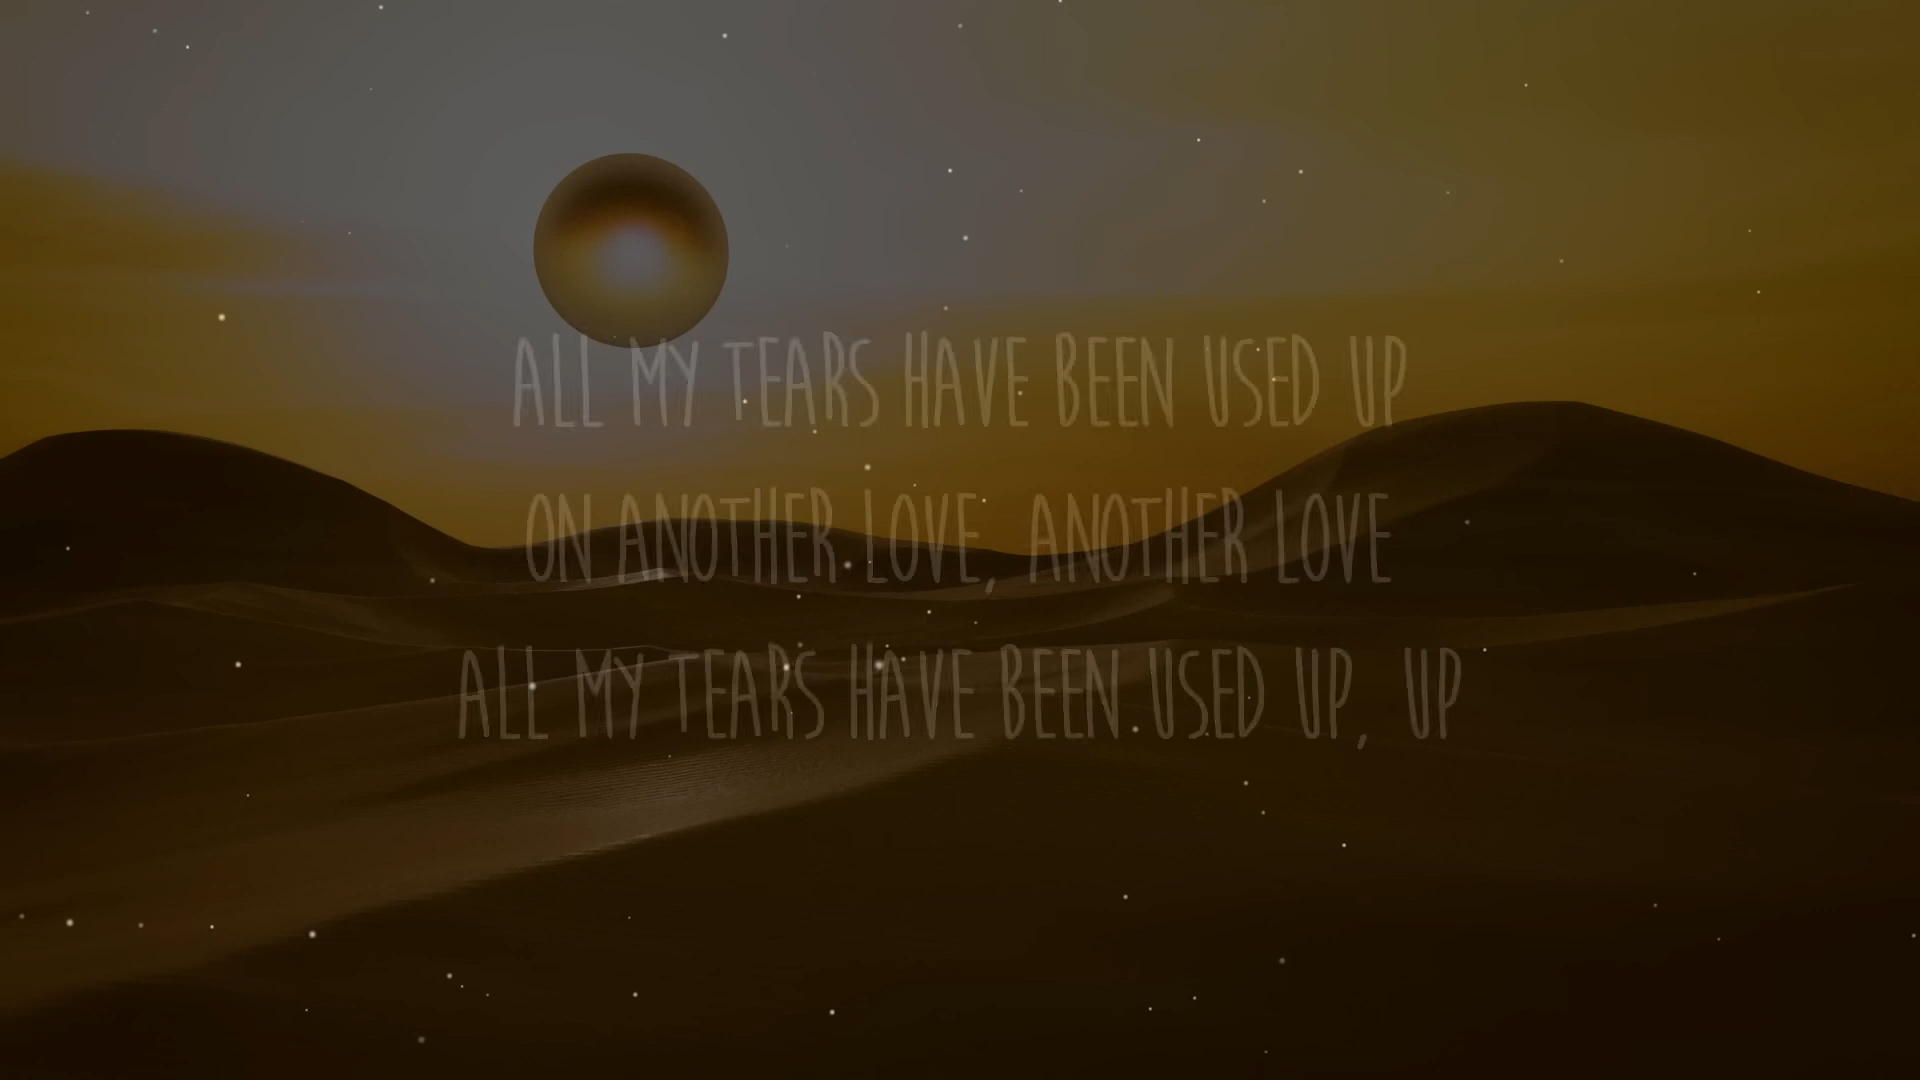 ALL MY TEARS HAVE BEEN USED UP
ON ANOTHER LOVE, ANOTHER LOVE
ALL MY TEARS HAVE BEEN USED UP, UP